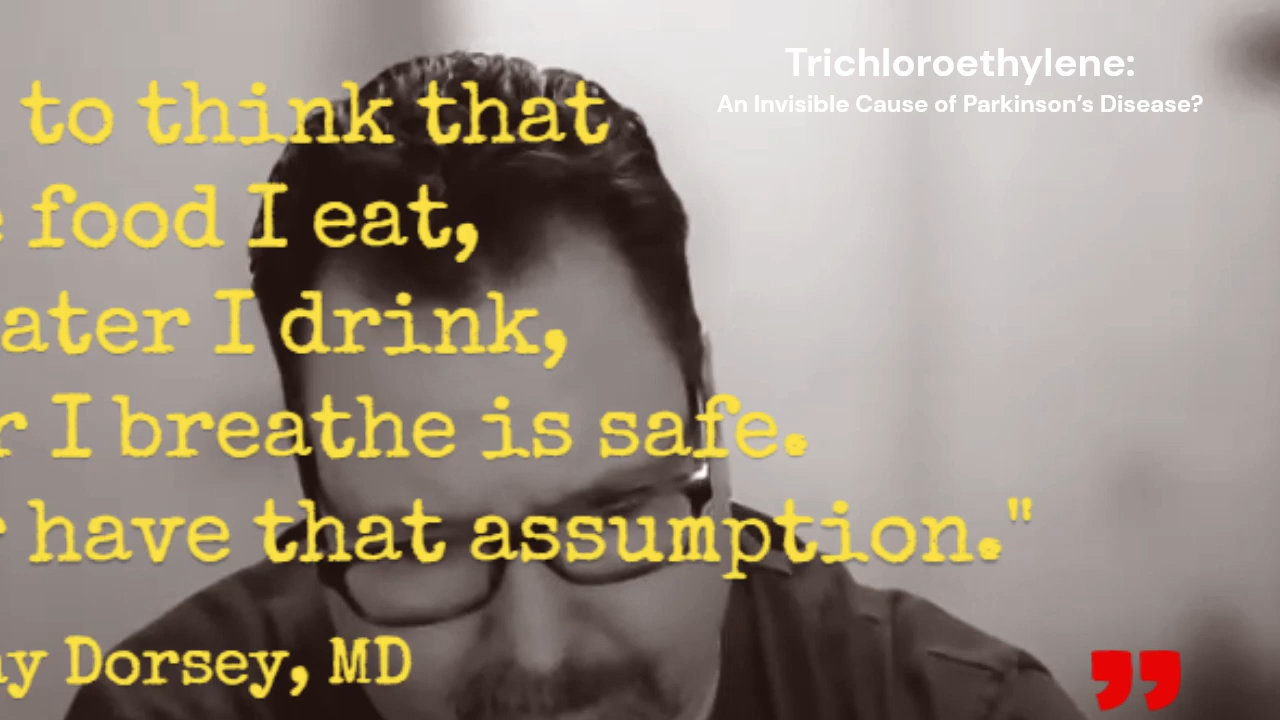 Trichloroethylene:
An Invisible Cause of Parkinson's Disease?
to think that
food I eat,
ater I drink,
r I breathe is safe.
r have that assumption."
ay Dorsey, MD
”